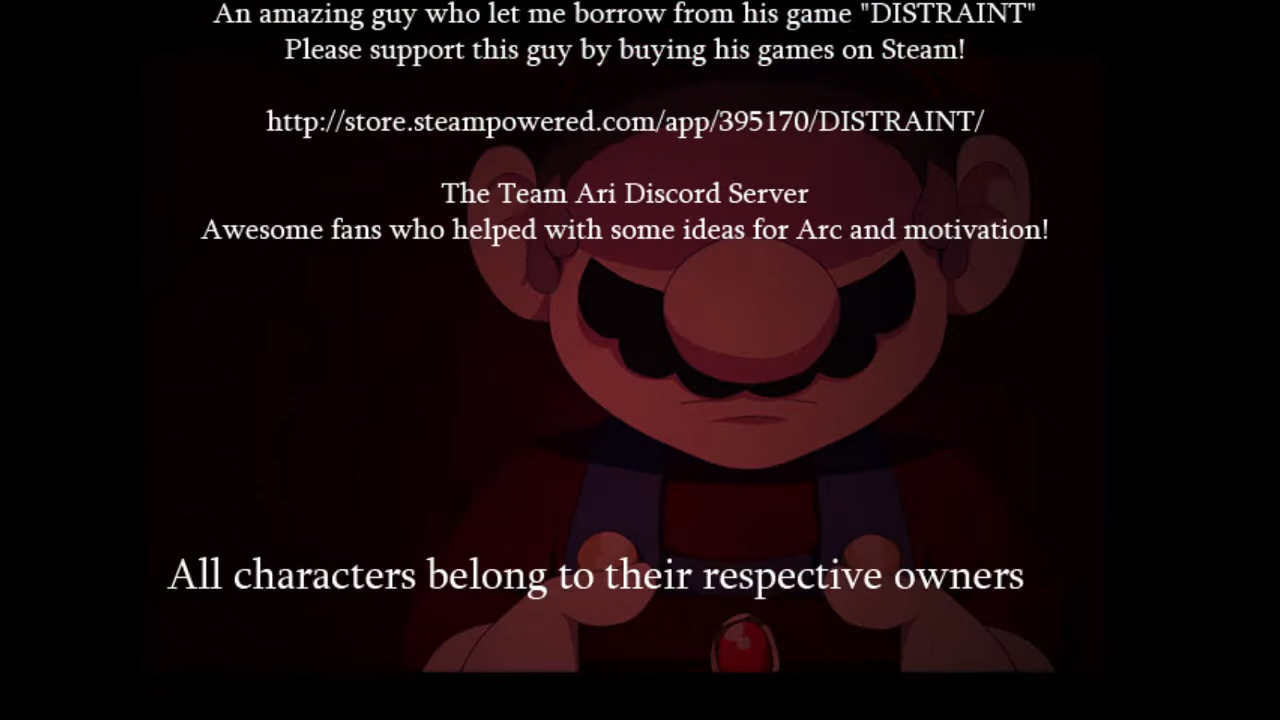 An amazing guy who let me borrow from his game "DISTRAINT"
Please support this guy by buying his games on Steam!
http://store.steampowered.com/app/395170/DISTRAINT/
The Team Ari Discord Server
Awesome fans who helped with some ideas for Arc and motivation!
All characters belong to their respective owners